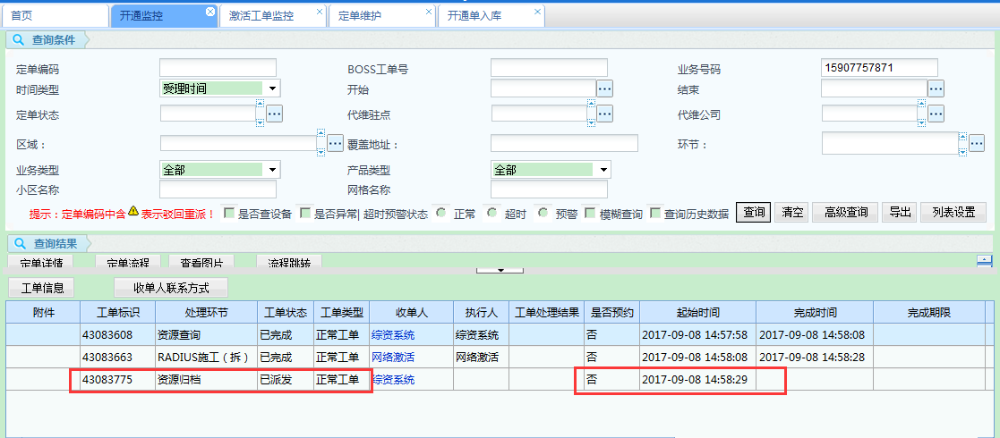 首页 开通监控 激活工单监控 定单维护 开通单入库
查询条件
定单编码 BOSS工单号 业务号码 15907757871
时间类型 受理时间 开始 结束
定单状态 代维驻点 代维公司
区域： 覆盖地址： 环节：
业务类型 全部 产品类型 全部
小区名称 网格名称
提示：定单编码中含 表示驳回重派！ 是否查设备 是否异常| 超时预警状态 正常 超时 预警 模糊查询 查询历史数据 查询 清空 高级查询 导出 列表设置
查询结果
定单详情 定单流程 查看图片 流程跳转
工单信息 收单人联系方式
附件 工单标识 处理环节 工单状态 工单类型 收单人 执行人 工单处理结果 是否预约 起始时间 完成时间 完成期限
43083608 资源查询 已完成 正常工单 综资系统 综资系统 否 2017-09-08 14:57:58 2017-09-08 14:58:08
43083663 RADIUS施工（拆） 已完成 正常工单 网络激活 网络激活 否 2017-09-08 14:58:08 2017-09-08 14:58:28
43083775 资源归档 已派发 正常工单 综资系统 否 2017-09-08 14:58:29